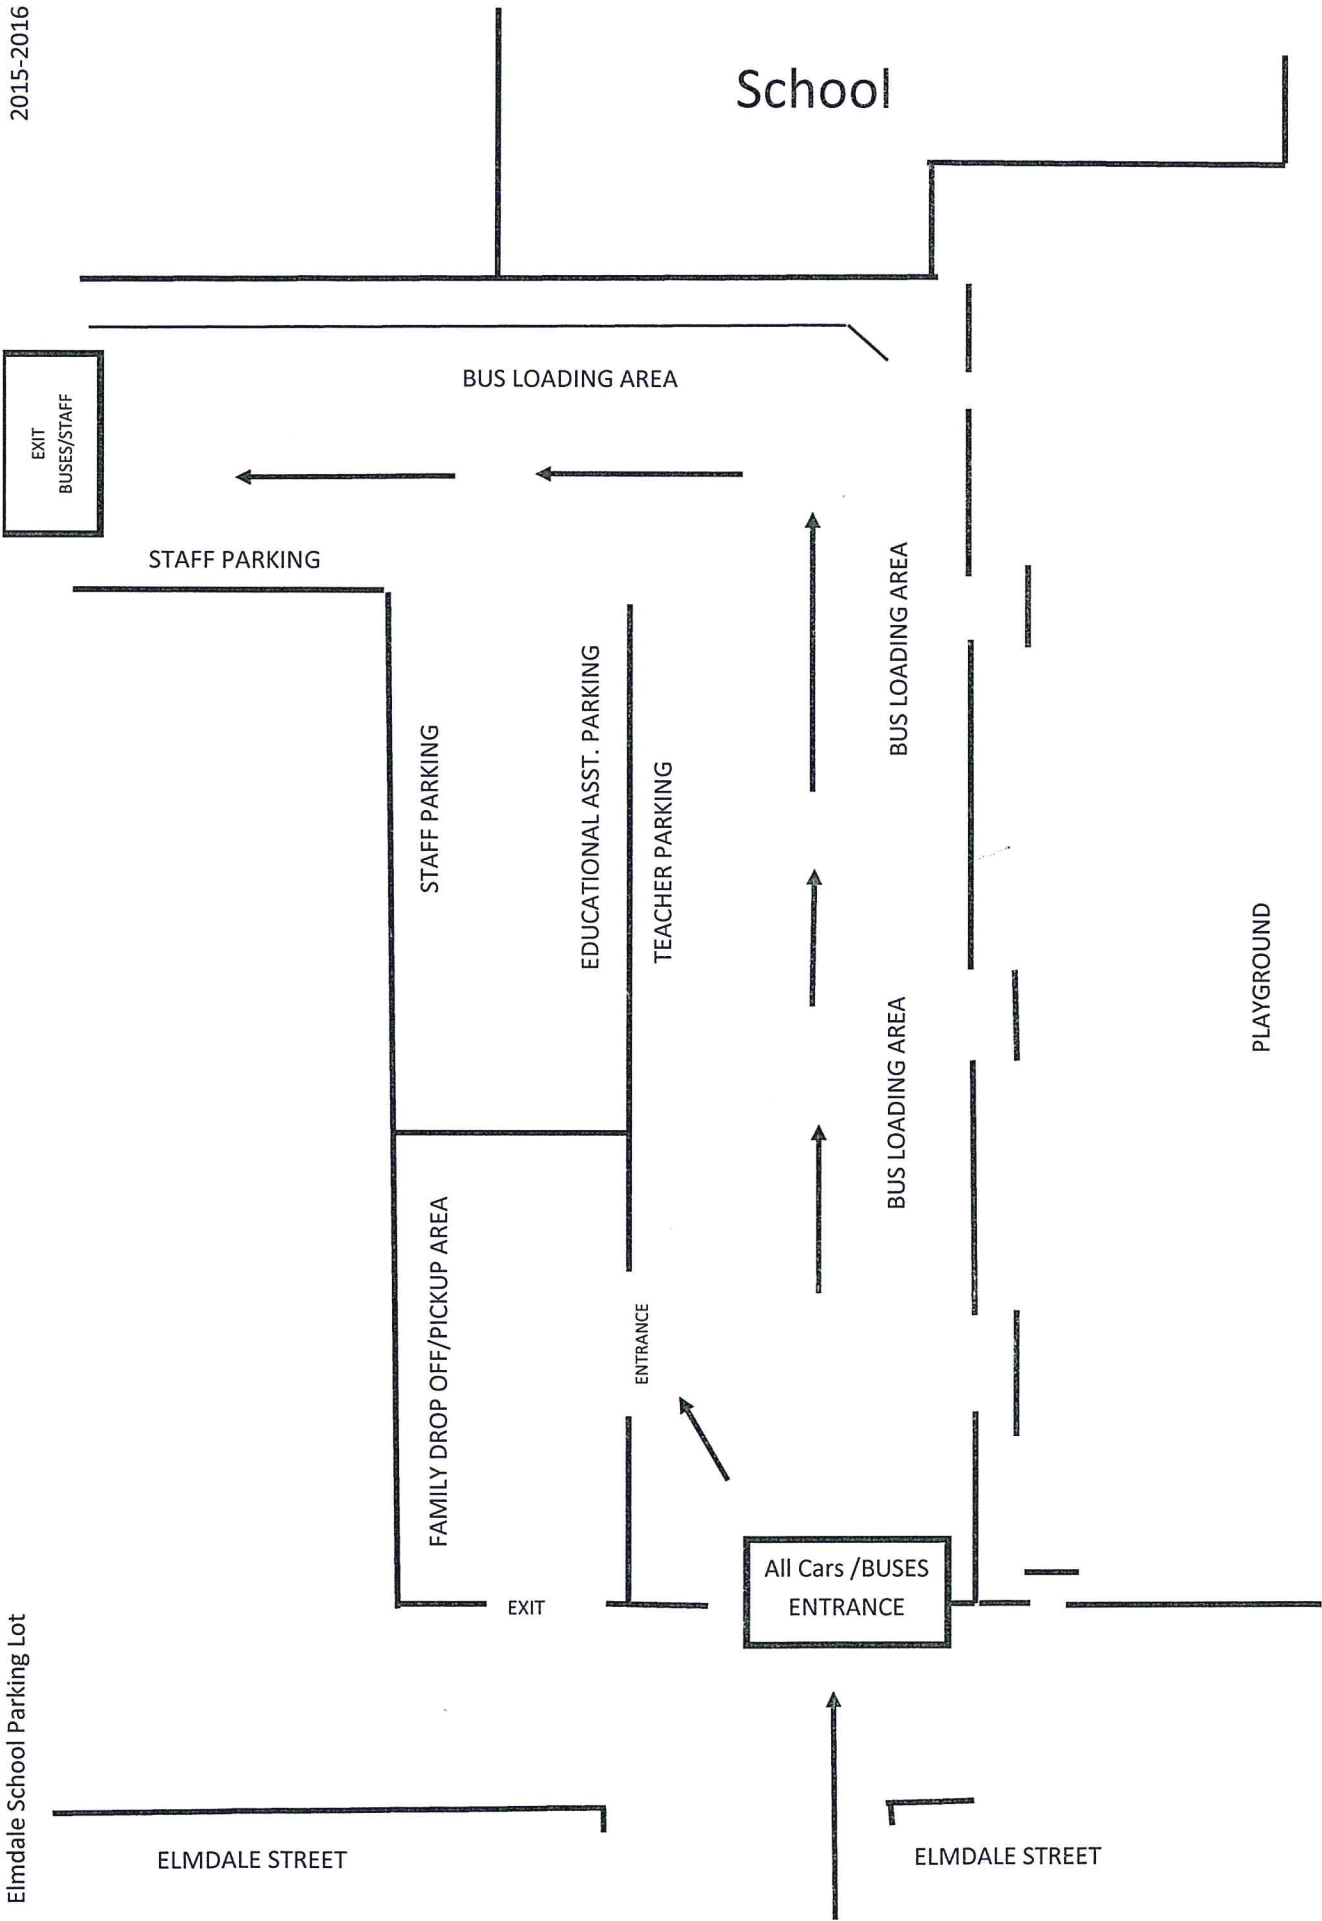 2015-2016
School
EXIT
BUSES/STAFF
BUS LOADING AREA
STAFF PARKING
STAFF PARKING
EDUCATIONAL ASST. PARKING
TEACHER PARKING
BUS LOADING AREA
BUS LOADING AREA
PLAYGROUND
FAMILY DROP OFF/PICKUP AREA
ENTRANCE
EXIT
All Cars /BUSES
ENTRANCE
Elmdale School Parking Lot
ELMDALE STREET
ELMDALE STREET